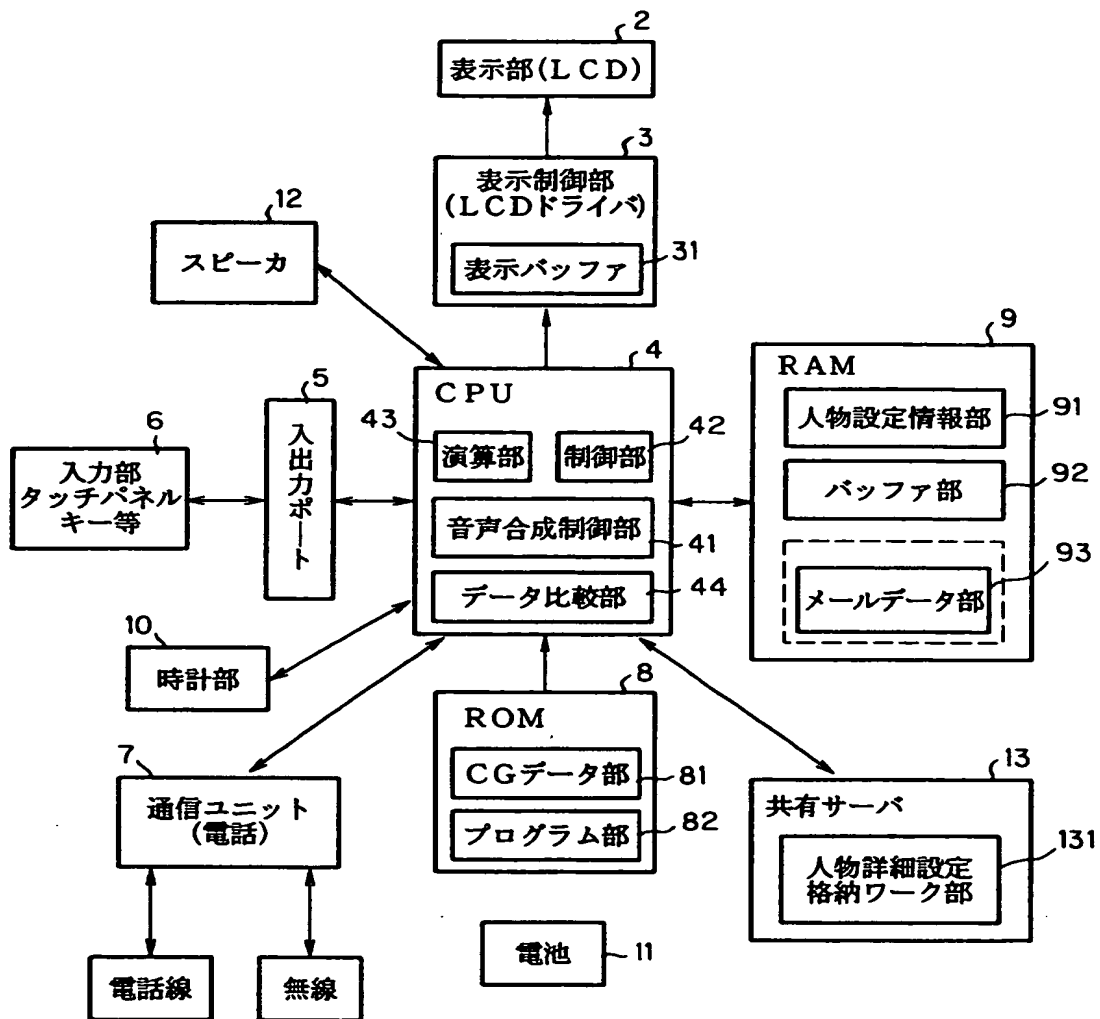 2
表示部(LCD)
3
表示制御部
(LCDドライバ)
表示バッファ
31
12
スピーカ
4
CPU
43
演算部
42
制御部
音声合成制御部
41
データ比較部
44
5
入出力ポート
6
入力部
タッチパネル
キー等
9
RAM
人物設定情報部
91
バッファ部
92
メールデータ部
93
10
時計部
8
ROM
CGデータ部
81
プログラム部
82
7
通信ユニット
(電話)
電話線
無線
13
共有サーバ
人物詳細設定
格納ワーク部
131
電池
11